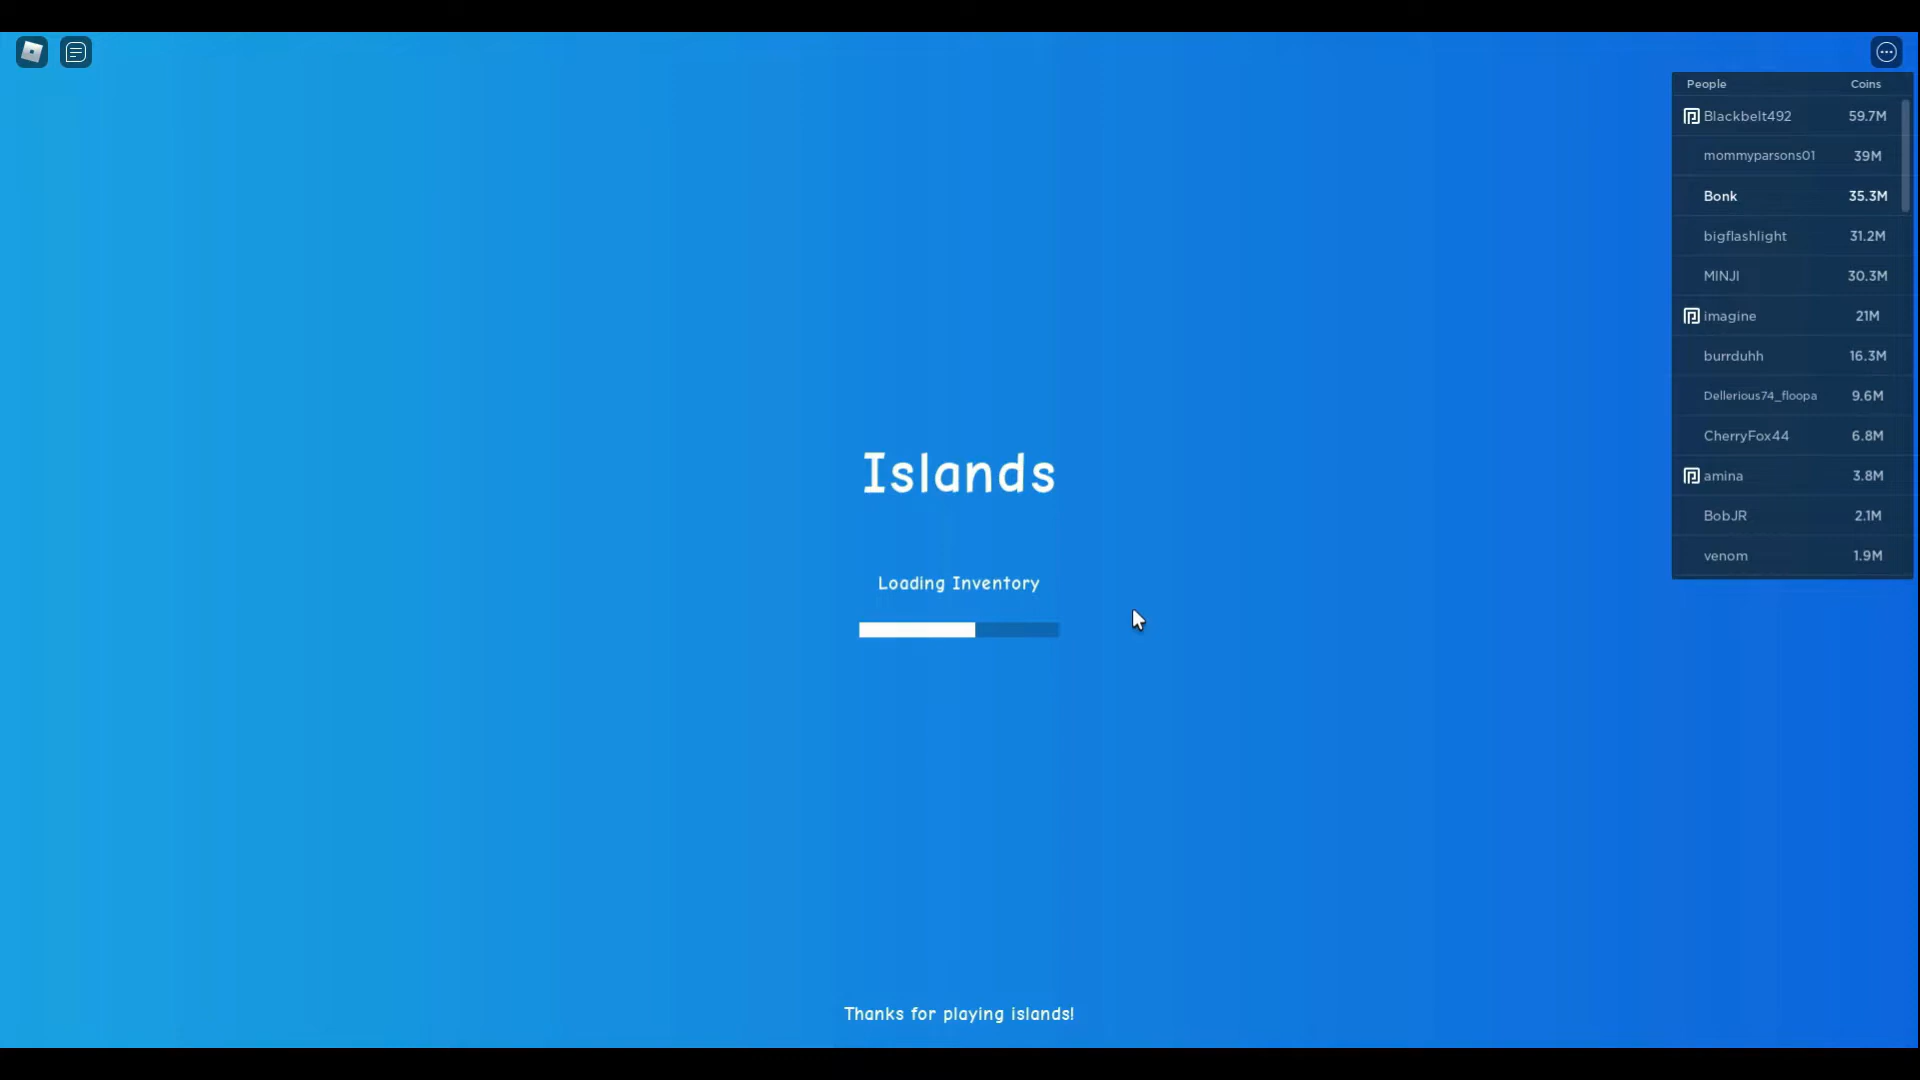 People Coins
Blackbelt492 59.7M
mommyparsons01 39M
Bonk 35.3M
bigflashlight 31.2M
MINJI 30.3M
imagine 21M
burrduhh 16.3M
Dellerious74_floopa 9.6M
CherryFox44 6.8M
amina 3.8M
BobJR 2.1M
venom 1.9M
Islands
Loading Inventory
Thanks for playing islands!